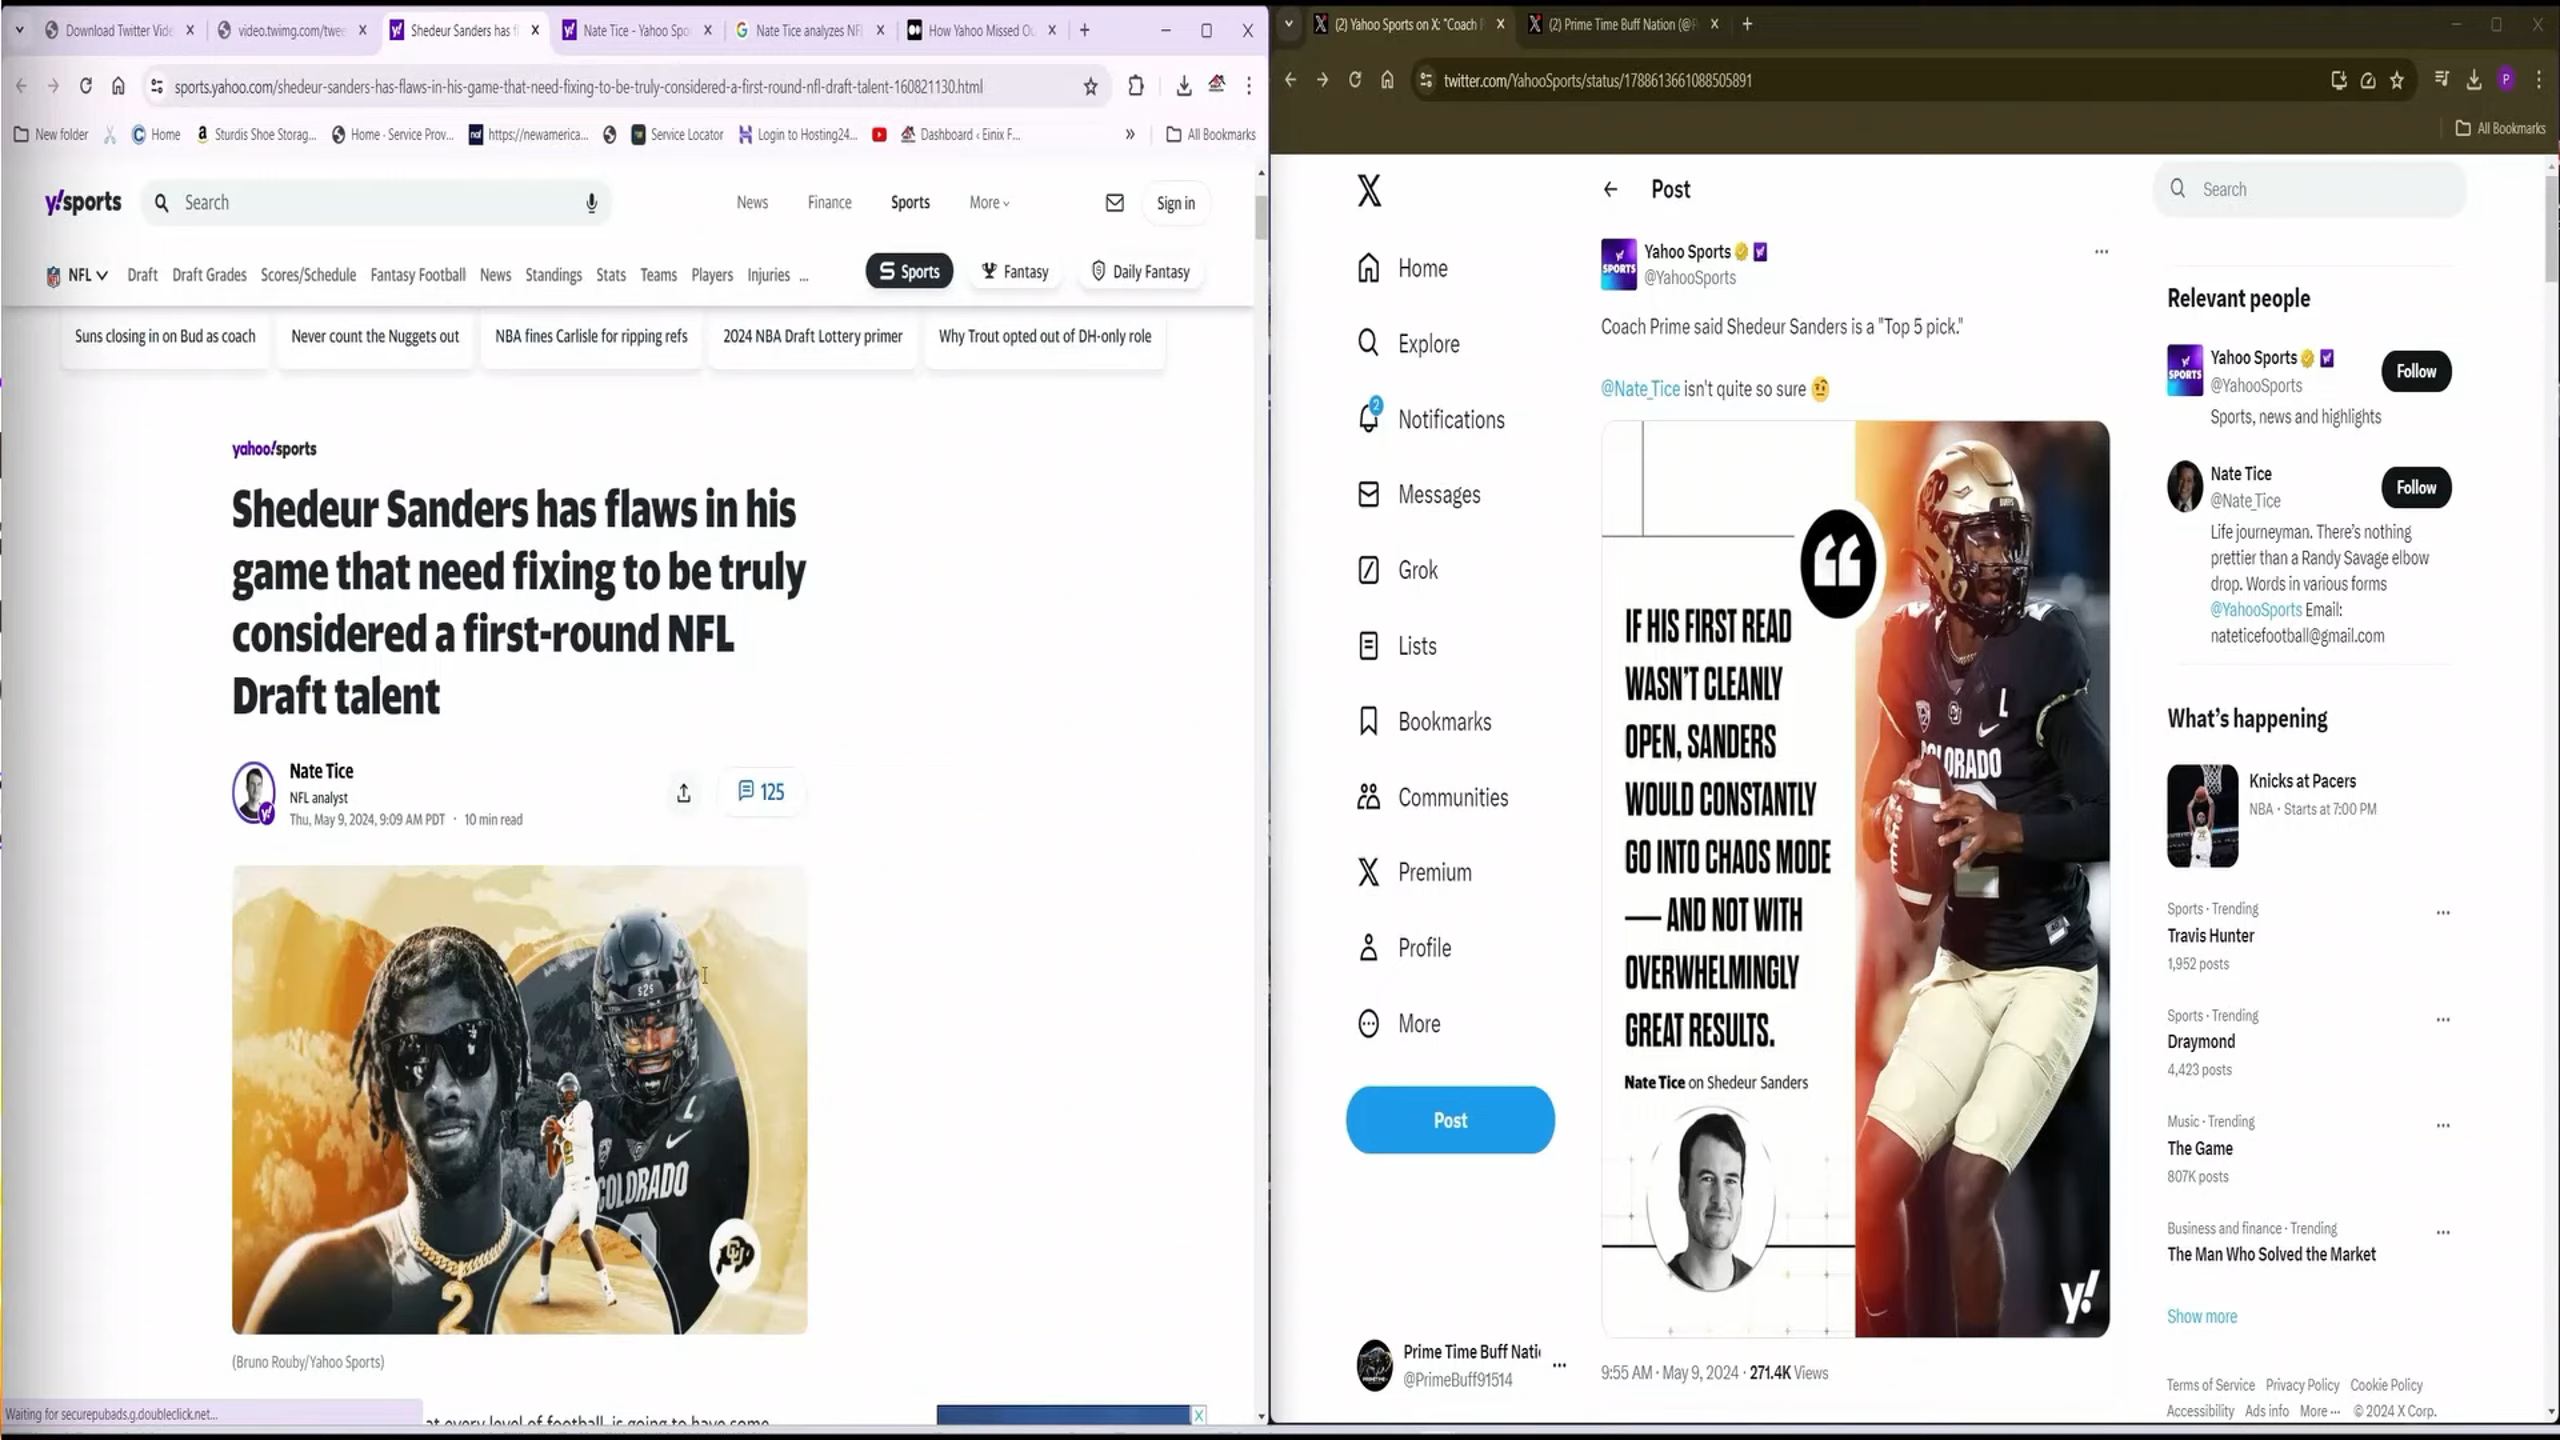 Download Twitter Vide
video.twimg.com/twee
Shedeur Sanders has f
Nate Tice - Yahoo Spo
Nate Tice analyzes NF
How Yahoo Missed O
sports.yahoo.com/shedeur-sanders-has-flaws-in-his-game-that-need-fixing-to-be-truly-considered-a-first-round-nfl-draft-talent-160821130.html
New folder
Home
Sturdis Shoe Storag...
Home - Service Prov...
https://newamerica...
Service Locator
Login to Hosting24...
Dashboard ‹ Einix F...
»
All Bookmarks
y!sports
Search
News
Finance
Sports
More
Sign in
NFL
Draft
Draft Grades
Scores/Schedule
Fantasy Football
News
Standings
Stats
Teams
Players
Injuries
...
S Sports
Fantasy
Daily Fantasy
Suns closing in on Bud as coach
Never count the Nuggets out
NBA fines Carlisle for ripping refs
2024 NBA Draft Lottery primer
Why Trout opted out of DH-only role
yahoo!sports
Shedeur Sanders has flaws in his
game that need fixing to be truly
considered a first-round NFL
Draft talent
Nate Tice
NFL analyst
Thu, May 9, 2024, 9:09 AM PDT · 10 min read
125
COLORADO
2
(Bruno Rouby/Yahoo Sports)
at every level of football, is going to have some
Waiting for securepubads.g.doubleclick.net...
(2) Yahoo Sports on X: "Coach P
(2) Prime Time Buff Nation (@P
twitter.com/YahooSports/status/1788613661088505891
P
All Bookmarks
Home
Explore
2
Notifications
Messages
Grok
Lists
Bookmarks
Communities
Premium
Profile
More
Post
Prime Time Buff Nati
@PrimeBuff91514
...
Post
SPORTS
Yahoo Sports
@YahooSports
...
Coach Prime said Shedeur Sanders is a "Top 5 pick."
@Nate_Tice isn't quite so sure 🤨
IF HIS FIRST READ
WASN'T CLEANLY
OPEN, SANDERS
WOULD CONSTANTLY
GO INTO CHAOS MODE
— AND NOT WITH
OVERWHELMINGLY
GREAT RESULTS.
Nate Tice on Shedeur Sanders
COLORADO
L
y!
9:55 AM · May 9, 2024 · 271.4K Views
Search
Relevant people
SPORTS
Yahoo Sports
@YahooSports
Follow
Sports, news and highlights
Nate Tice
@Nate_Tice
Follow
Life journeyman. There's nothing
prettier than a Randy Savage elbow
drop. Words in various forms
@YahooSports Email:
nateticefootball@gmail.com
What's happening
Knicks at Pacers
NBA · Starts at 7:00 PM
Sports · Trending
Travis Hunter
1,952 posts
Sports · Trending
Draymond
4,423 posts
Music · Trending
The Game
807K posts
Business and finance · Trending
The Man Who Solved the Market
Show more
Terms of Service Privacy Policy Cookie Policy
Accessibility Ads info More ··· © 2024 X Corp.